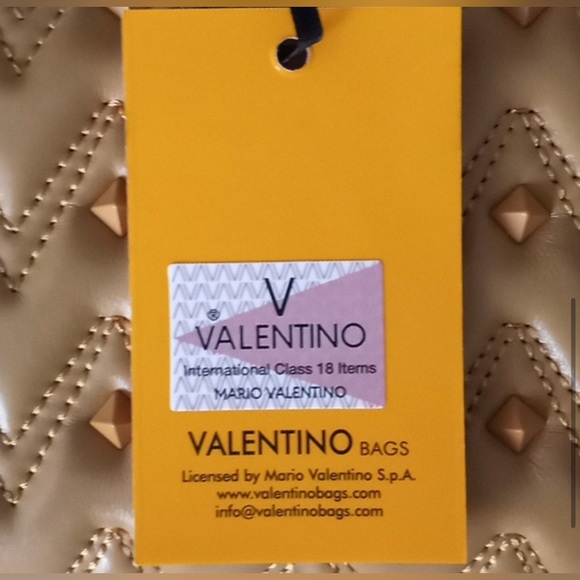 V
® VALENTINO
International Class 18 Items
MARIO VALENTINO
VALENTINO BAGS
Licensed by Mario Valentino S.p.A.
www.valentinobags.com
info@valentinobags.com